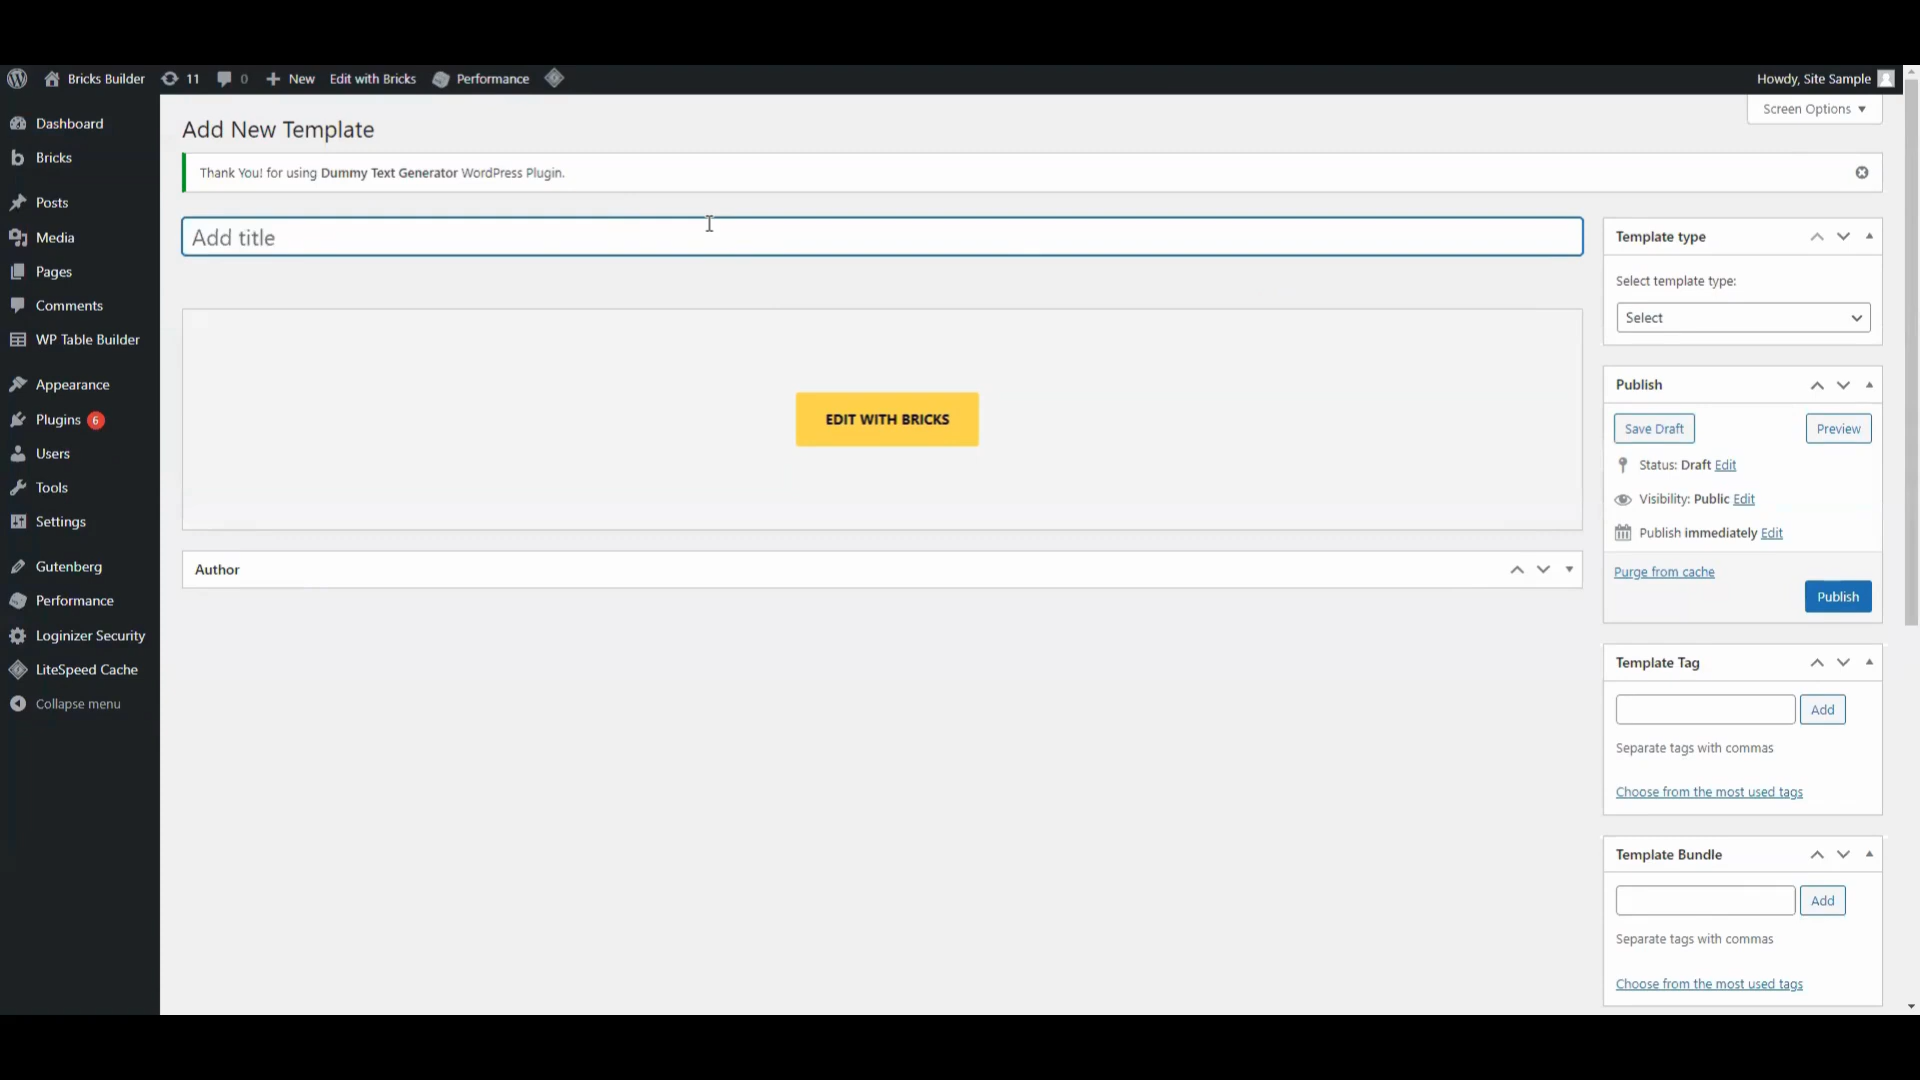 Bricks Builder 11 0 New Edit with Bricks Performance Howdy, Site Sample
Screen Options
Dashboard
Bricks
Posts
Media
Pages
Comments
WP Table Builder
Appearance
Plugins 6
Users
Tools
Settings
Gutenberg
Performance
Loginizer Security
LiteSpeed Cache
Collapse menu
Add New Template
Thank You! for using Dummy Text Generator WordPress Plugin.
Add title
EDIT WITH BRICKS
Author
Template type
Select template type:
Select
Publish
Save Draft Preview
Status: Draft Edit
Visibility: Public Edit
Publish immediately Edit
Purge from cache
Publish
Template Tag
Add
Separate tags with commas
Choose from the most used tags
Template Bundle
Add
Separate tags with commas
Choose from the most used tags